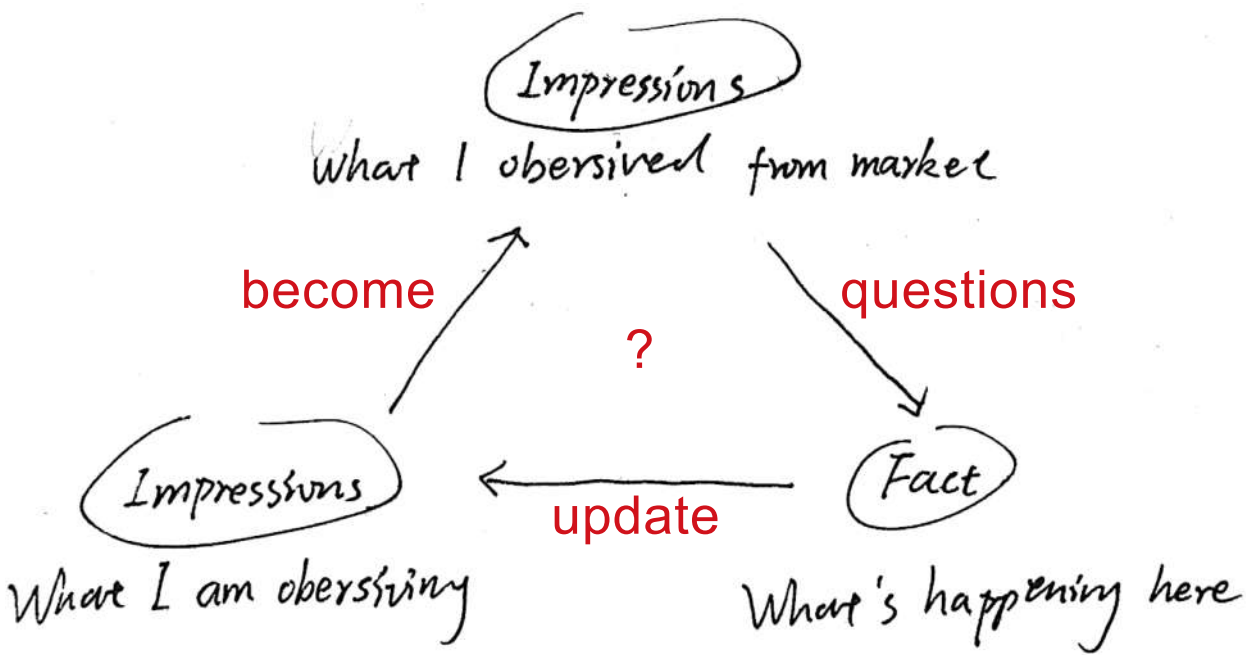 Impressions
What I obersived from market
become
questions
?
Impressions
Fact
update
What I am obersiving
What's happening here